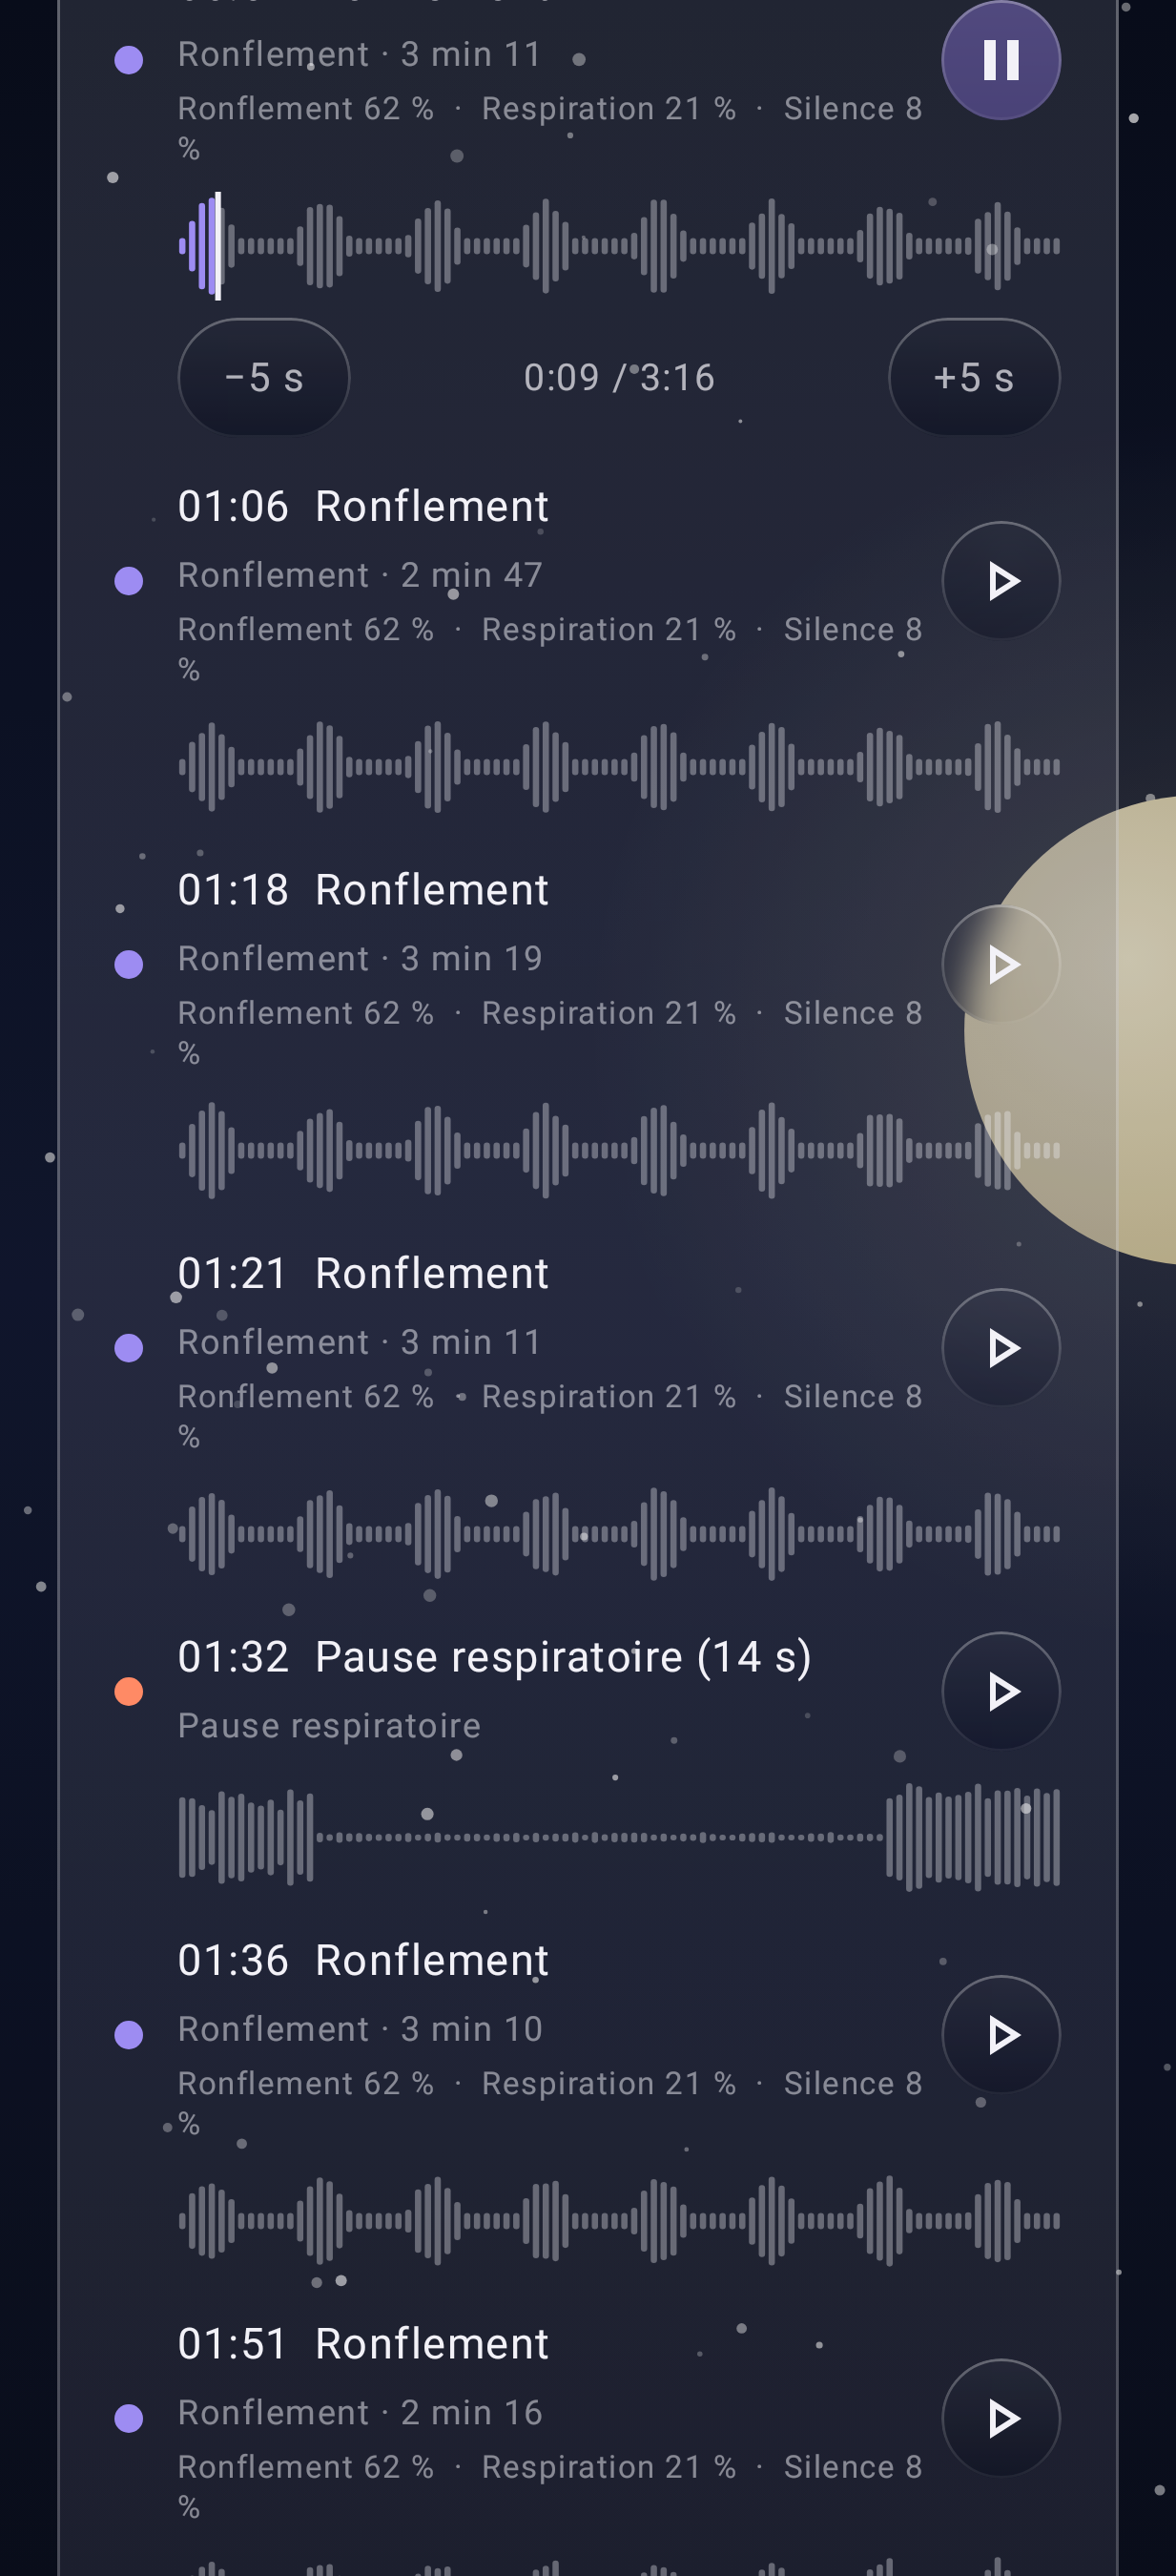 Ronflement · 3 min 11
Ronflement 62 % · Respiration 21 % · Silence 8
%
−5 s
0:09 / 3:16
+5 s
01:06 Ronflement
Ronflement · 2 min 47
Ronflement 62 % · Respiration 21 % · Silence 8
%
01:18 Ronflement
Ronflement · 3 min 19
Ronflement 62 % · Respiration 21 % · Silence 8
%
01:21 Ronflement
Ronflement · 3 min 11
Ronflement 62 % · Respiration 21 % · Silence 8
%
01:32 Pause respiratoire (14 s)
Pause respiratoire
01:36 Ronflement
Ronflement · 3 min 10
Ronflement 62 % · Respiration 21 % · Silence 8
%
01:51 Ronflement
Ronflement · 2 min 16
Ronflement 62 % · Respiration 21 % · Silence 8
%